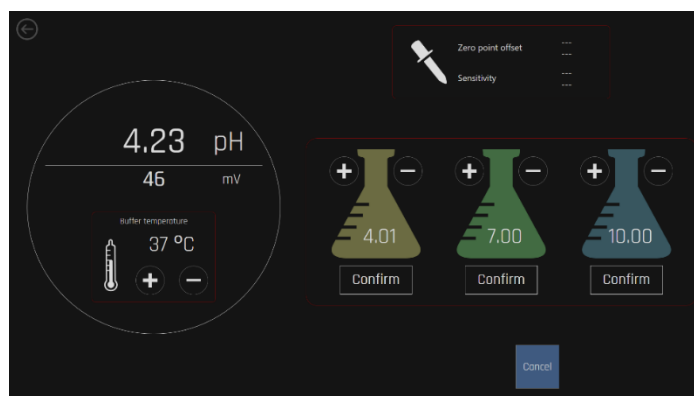 Zero point offset ---
---
Sensitivity ---
---
4.23 pH
46 mV
Buffer temperature
37 °C
+ −
+ − + − + −
4.01 7.00 10.00
Confirm Confirm Confirm
Cancel